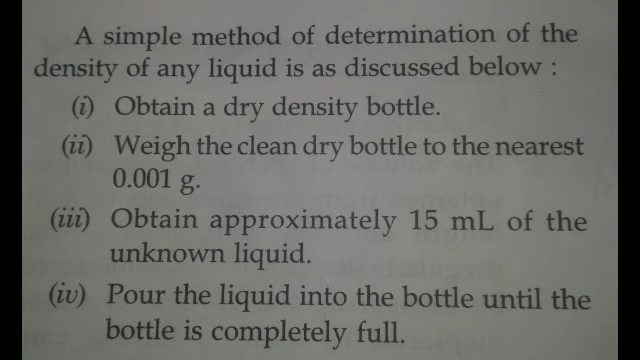 A simple method of determination of the
density of any liquid is as discussed below :
(i) Obtain a dry density bottle.
(ii) Weigh the clean dry bottle to the nearest
0.001 g.
(iii) Obtain approximately 15 mL of the
unknown liquid.
(iv) Pour the liquid into the bottle until the
bottle is completely full.